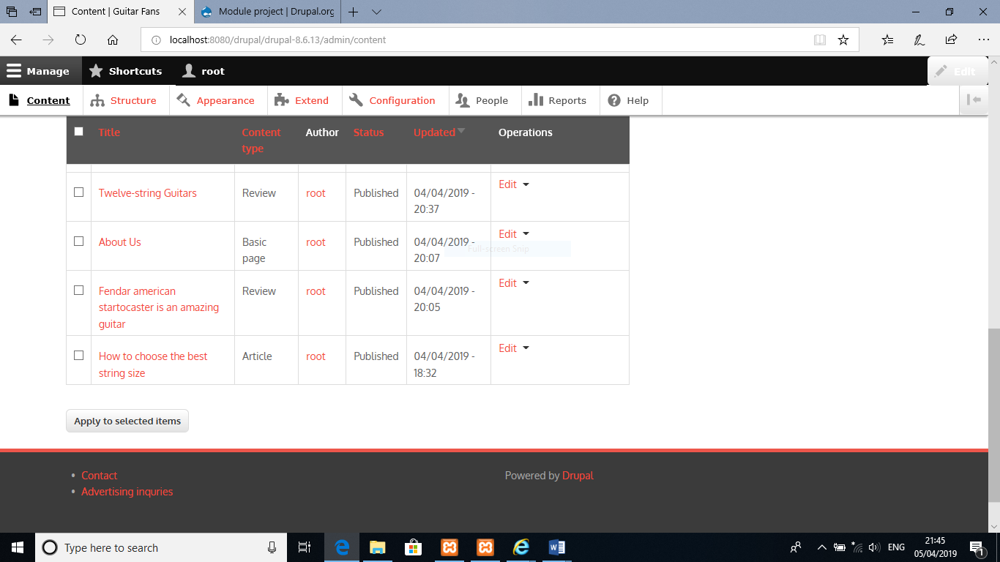 Content | Guitar Fans
Module project | Drupal.org
localhost:8080/drupal/drupal-8.6.13/admin/content
Manage Shortcuts root Edit
Content Structure Appearance Extend Configuration People Reports Help
Title Content Author Status Updated Operations
type
Twelve-string Guitars Review root Published 04/04/2019 - Edit
20:37
About Us Basic root Published 04/04/2019 - Edit
page 20:07
Full-screen Snip
Fendar american Review root Published 04/04/2019 - Edit
startocaster is an amazing 20:05
guitar
How to choose the best Article root Published 04/04/2019 - Edit
string size 18:32
Apply to selected items
• Contact Powered by Drupal
• Advertising inquries
Type here to search ENG 21:45
05/04/2019 1